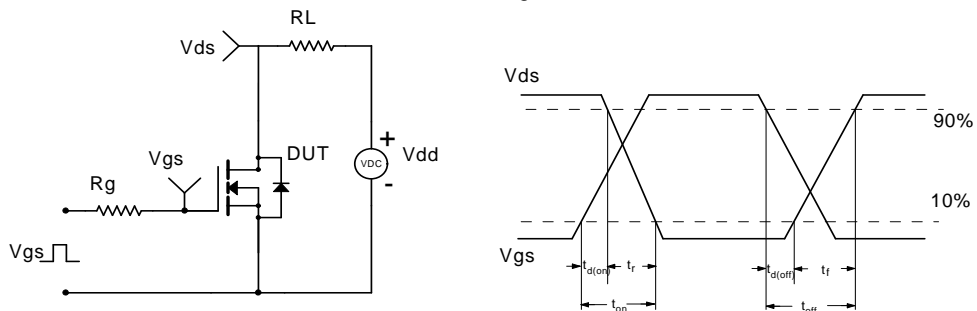 RL
Vds
Vgs
DUT
Rg
VDC
+
-
Vdd
Vgs
Vds
90%
10%
Vgs
td(on)
tr
ton
td(off)
tf
toff